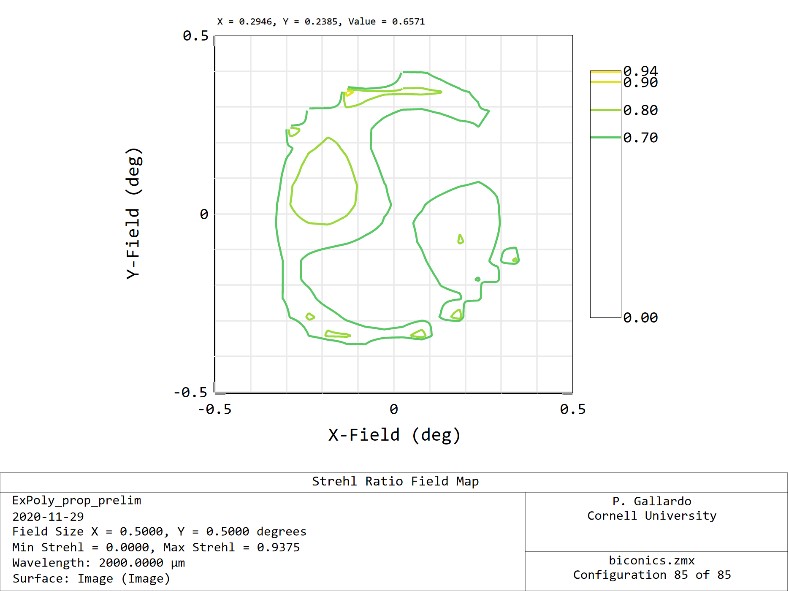 X = 0.2946, Y = 0.2385, Value = 0.6571
0.5
0
-0.5
Y-Field (deg)
-0.5
0
0.5
X-Field (deg)
0.94
0.90
0.80
0.70
0.00
Strehl Ratio Field Map
ExPoly_prop_prelim
2020-11-29
Field Size X = 0.5000, Y = 0.5000 degrees
Min Strehl = 0.0000, Max Strehl = 0.9375
Wavelength: 2000.0000 µm
Surface: Image (Image)
P. Gallardo
Cornell University
biconics.zmx
Configuration 85 of 85